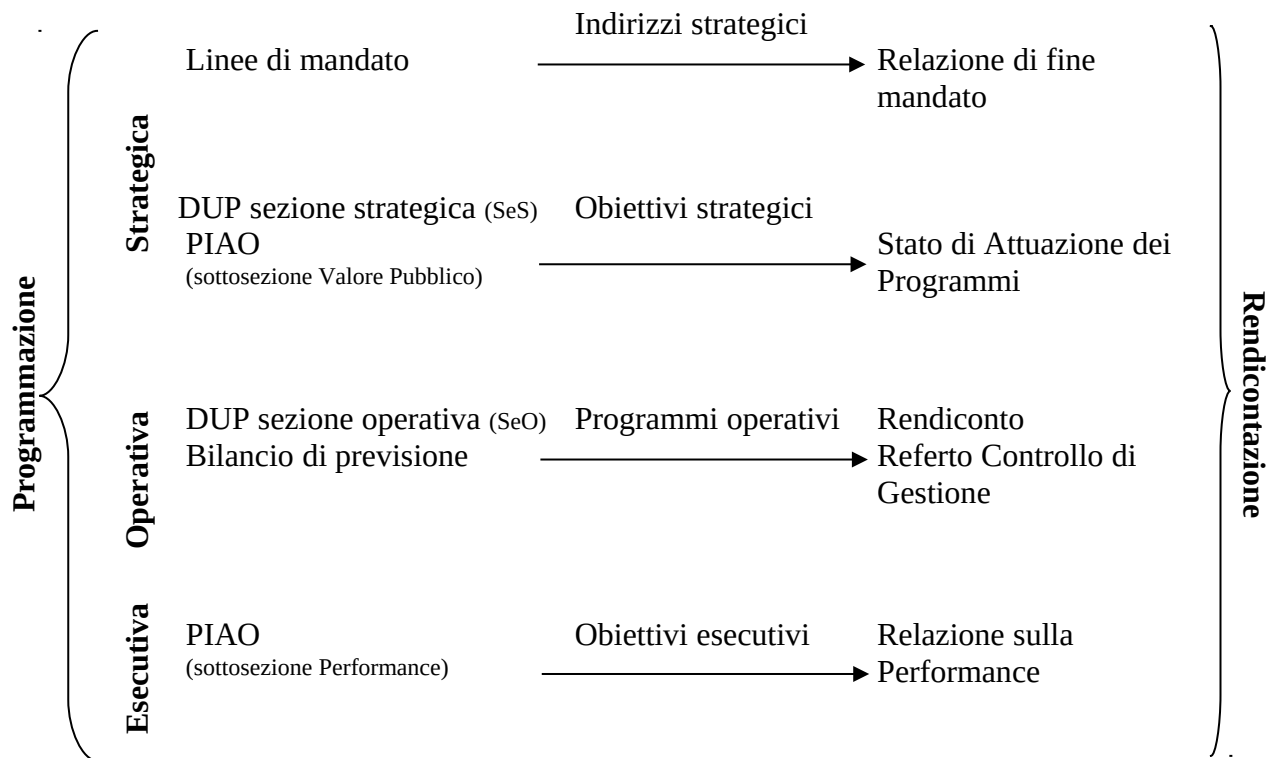 Programmazione
Strategica
Indirizzi strategici
Linee di mandato
Relazione di fine
mandato
DUP sezione strategica (SeS)
Obiettivi strategici
PIAO
(sottosezione Valore Pubblico)
Stato di Attuazione dei
Programmi
Operativa
DUP sezione operativa (SeO)
Programmi operativi
Rendiconto
Bilancio di previsione
Referto Controllo di
Gestione
Esecutiva
PIAO
(sottosezione Performance)
Obiettivi esecutivi
Relazione sulla
Performance
Rendicontazione